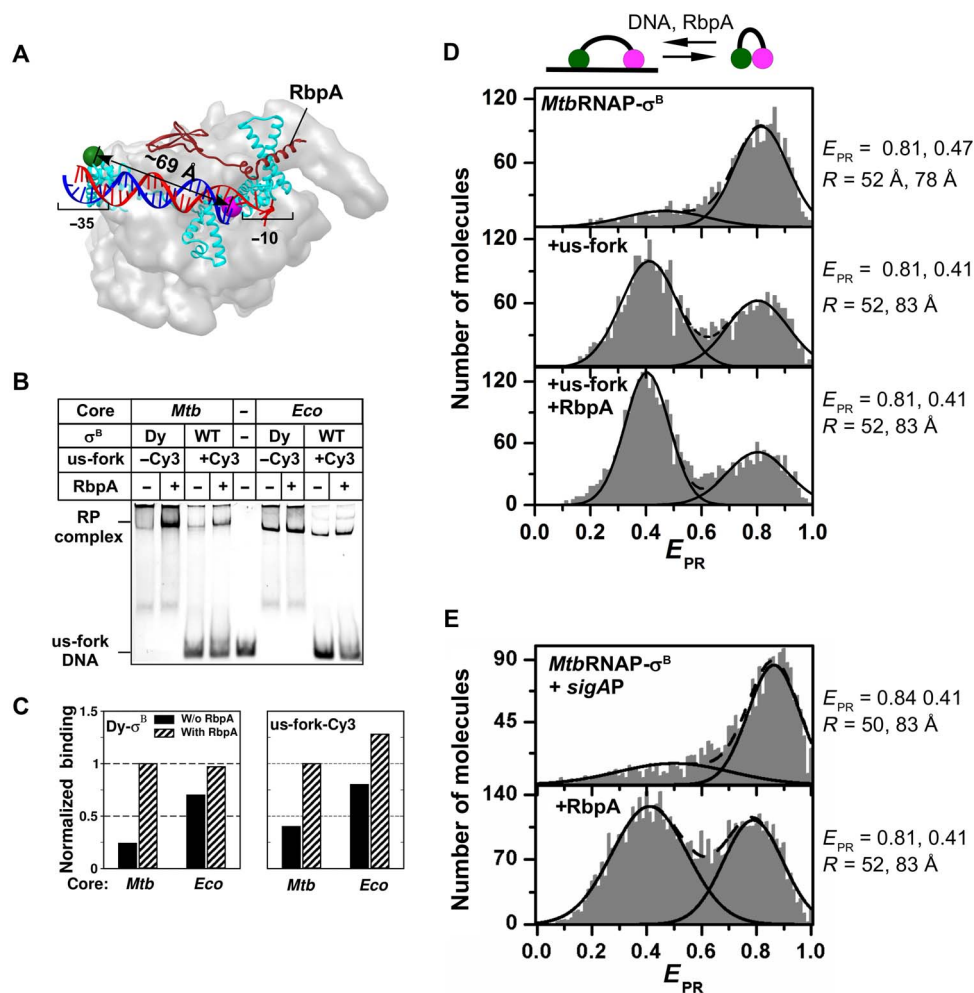 A
RbpA
~69 Å
−35
−10
B
Core Mtb – Eco
σB Dy WT – Dy WT
us-fork –Cy3 +Cy3 –Cy3 +Cy3
RbpA – + – + – – + – +
RP
complex
us-fork
DNA
C
Normalized binding
1.5
1
0.5
0
Dy-σB
W/o RbpA
With RbpA
us-fork-Cy3
Core: Mtb Eco Mtb Eco
D
DNA, RbpA
Number of molecules
120
60
0
MtbRNAP-σB
EPR = 0.81, 0.47
R = 52 Å, 78 Å
120
60
0
+us-fork
EPR = 0.81, 0.41
R = 52, 83 Å
120
60
0
+us-fork
+RbpA
EPR = 0.81, 0.41
R = 52, 83 Å
0.0 0.2 0.4 0.6 0.8 1.0
EPR
E
Number of molecules
90
45
0
MtbRNAP-σB
+ sigAP
EPR = 0.84 0.41
R = 50, 83 Å
140
70
0
+RbpA
EPR = 0.81, 0.41
R = 52, 83 Å
0.0 0.2 0.4 0.6 0.8 1.0
EPR